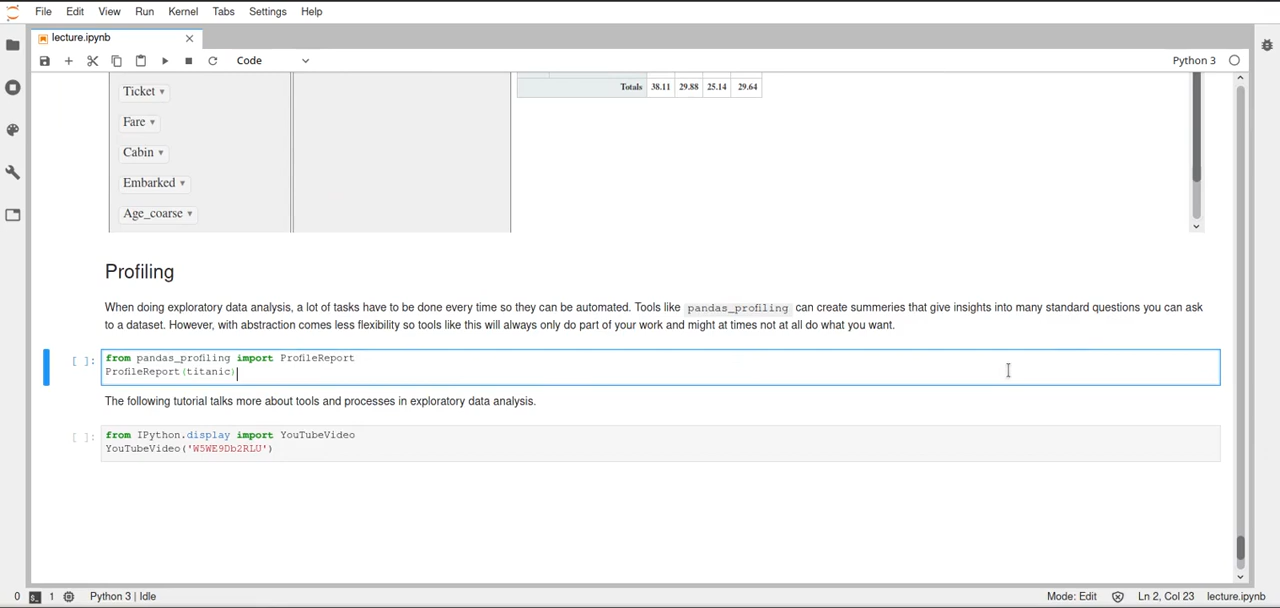 File Edit View Run Kernel Tabs Settings Help
lecture.ipynb
Code
Python 3
Totals 38.11 29.88 25.14 29.64
Ticket
Fare
Cabin
Embarked
Age_coarse
Profiling
When doing exploratory data analysis, a lot of tasks have to be done every time so they can be automated. Tools like pandas_profiling can create summeries that give insights into many standard questions you can ask
to a dataset. However, with abstraction comes less flexibility so tools like this will always only do part of your work and might at times not at all do what you want.
[ ]: from pandas_profiling import ProfileReport
ProfileReport(titanic)
The following tutorial talks more about tools and processes in exploratory data analysis.
[ ]: from IPython.display import YouTubeVideo
YouTubeVideo('W5WE9Db2RLU')
0 1 Python 3 | Idle Mode: Edit Ln 2, Col 23 lecture.ipynb